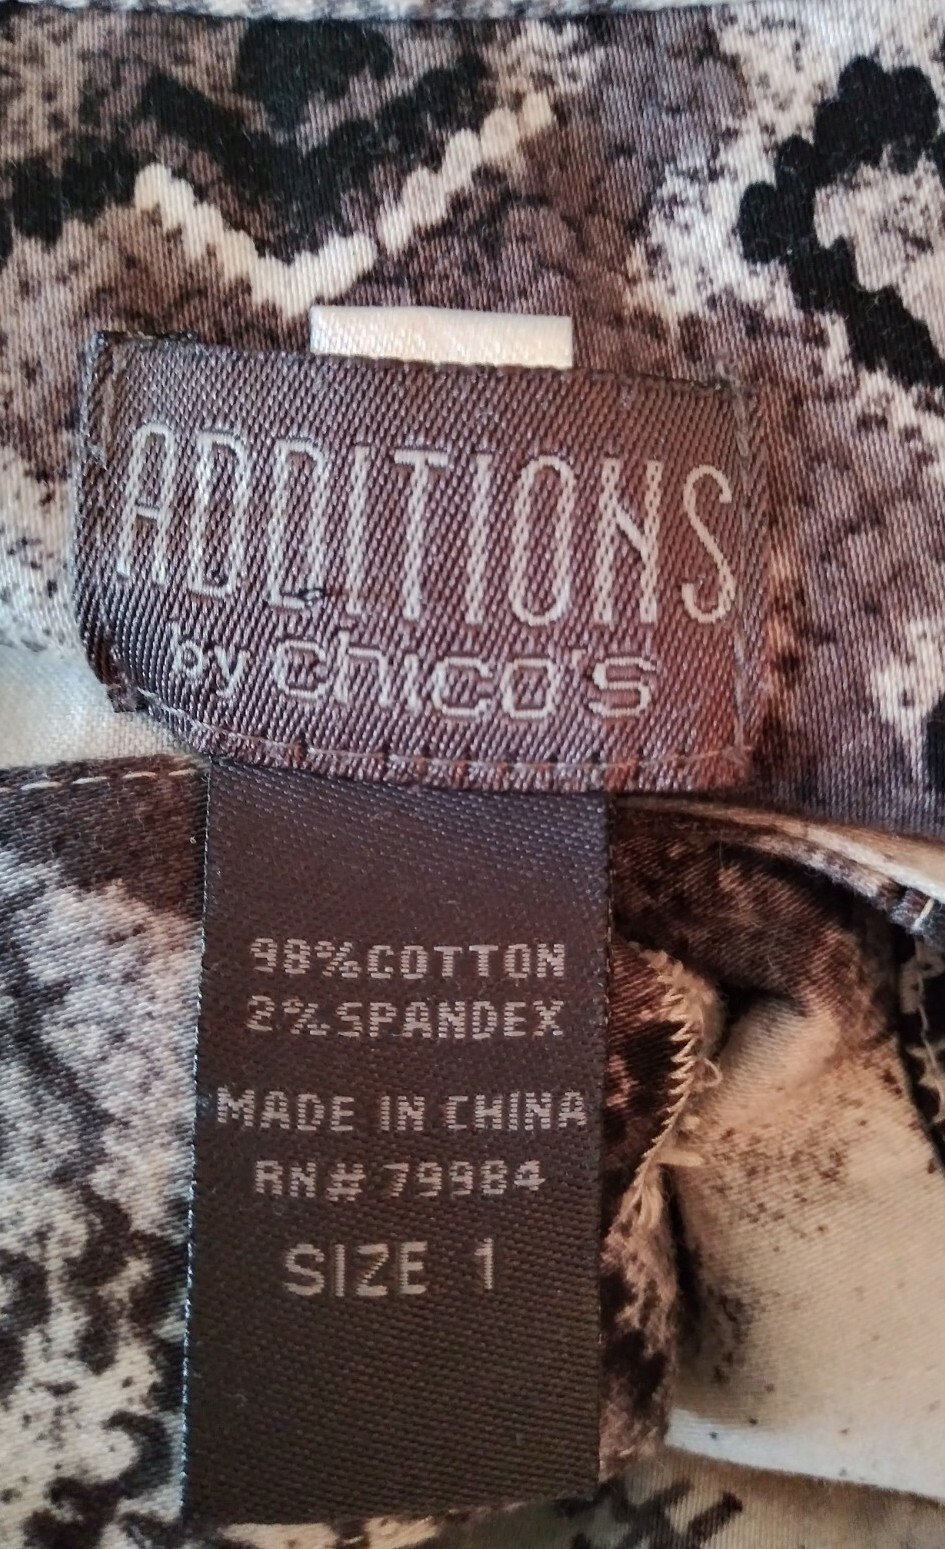 ADDITIONS
by Chico's
98%COTTON
2%SPANDEX
MADE IN CHINA
RN# 79984
SIZE 1